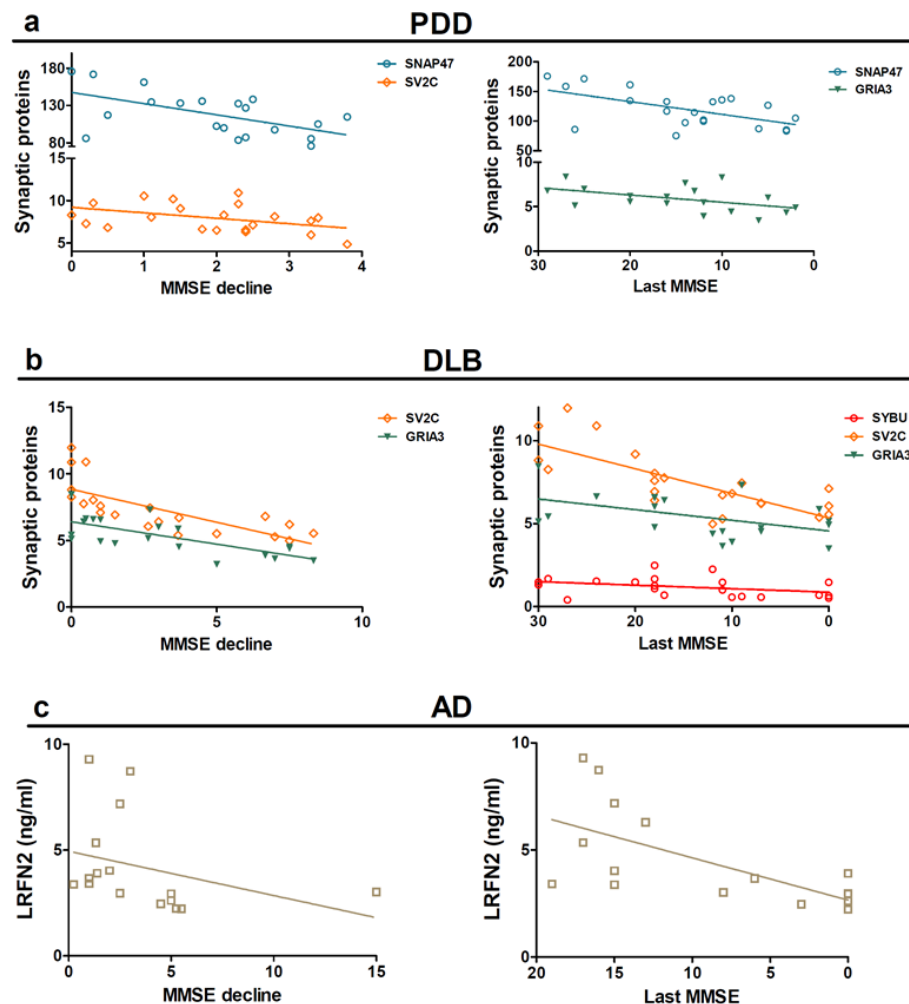 a
PDD
Synaptic proteins
180
130
80
15
10
5
0
1
2
3
4
MMSE decline
SNAP47
SV2C
Synaptic proteins
200
150
100
50
10
5
0
30
20
10
0
Last MMSE
SNAP47
GRIA3
b
DLB
Synaptic proteins
15
10
5
0
0
5
10
MMSE decline
SV2C
GRIA3
Synaptic proteins
10
5
0
30
20
10
0
Last MMSE
SYBU
SV2C
GRIA3
c
AD
LRFN2 (ng/ml)
10
5
0
0
5
10
15
MMSE decline
LRFN2 (ng/ml)
10
5
0
20
15
10
5
0
Last MMSE